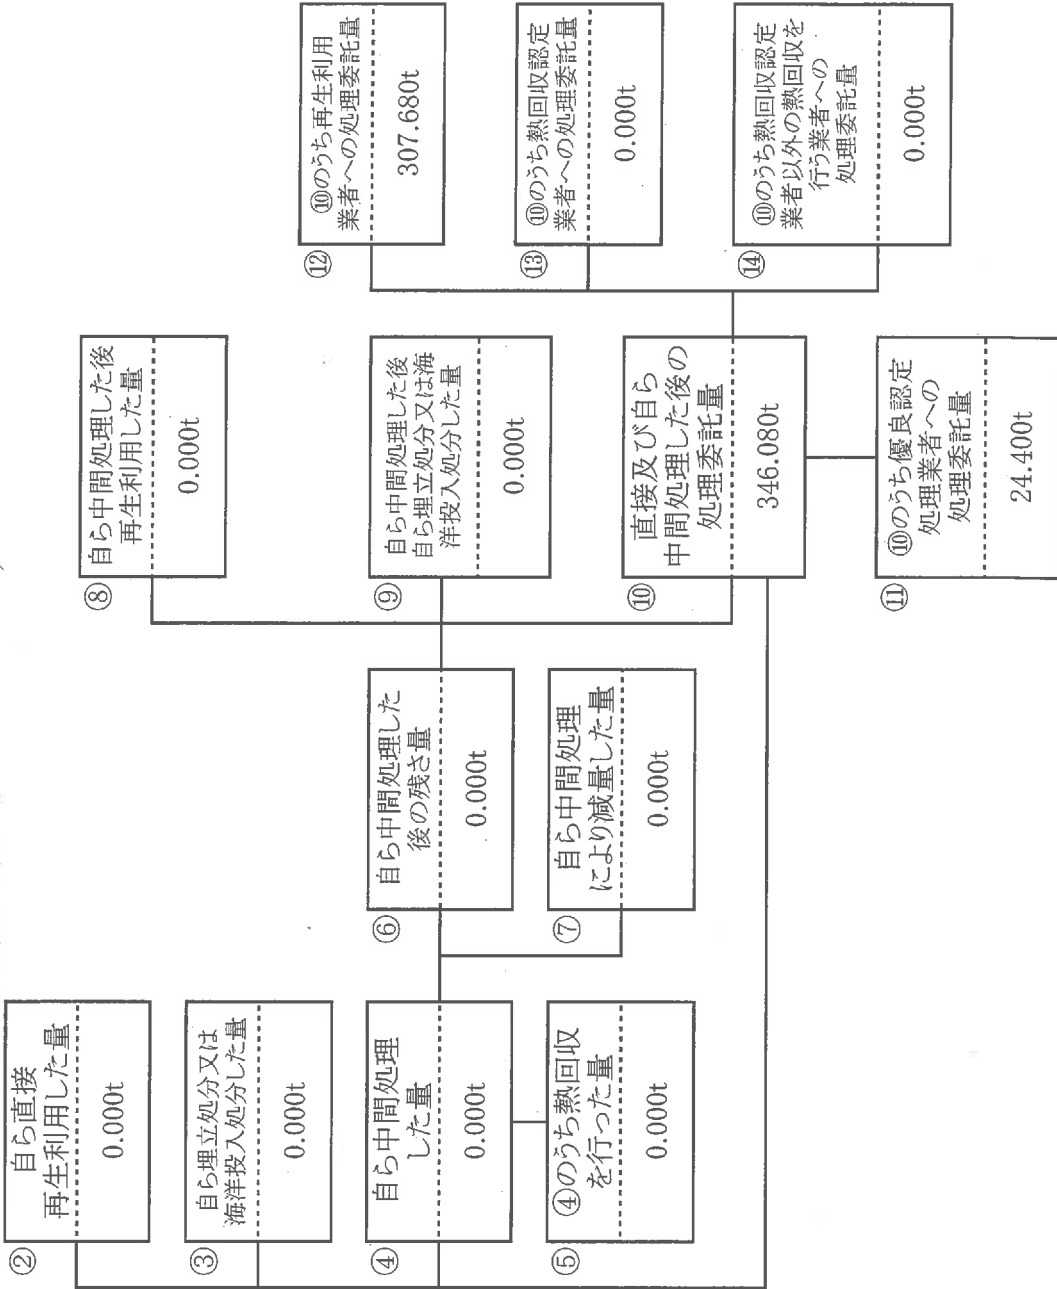 ②
自ら直接
再生利用した量
0.000t
③
自ら埋立処分又は
海洋投入処分した量
0.000t
④
自ら中間処理
した量
0.000t
⑤
④のうち熱回収
を行った量
0.000t
⑥
自ら中間処理した
後の残さ量
0.000t
⑦
自ら中間処理
により減量した量
0.000t
⑧
自ら中間処理した後
再生利用した量
0.000t
⑨
自ら中間処理した後
自ら埋立処分又は海
洋投入処分した量
0.000t
⑩
直接及び自ら
中間処理した後の
処理委託量
346.080t
⑪
⑩のうち優良認定
処理業者への
処理委託量
24.400t
⑫
⑩のうち再生利用
業者への処理委託量
307.680t
⑬
⑩のうち熱回収認定
業者への処理委託量
0.000t
⑭
⑩のうち熱回収認定
業者以外の熱回収を
行う業者への
処理委託量
0.000t